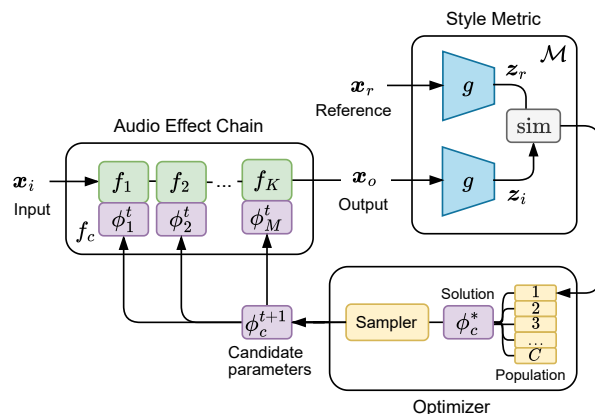 Style Metric
𝓜
x_r
Reference
g
z_r
sim
Audio Effect Chain
x_i
Input
f_1 f_2 ... f_K
ϕ_1^t ϕ_2^t ϕ_M^t
f_c
x_o
Output
g
z_i
ϕ_c^{t+1}
Candidate
parameters
Sampler
Solution
ϕ_c^*
1
2
3
...
C
Population
Optimizer